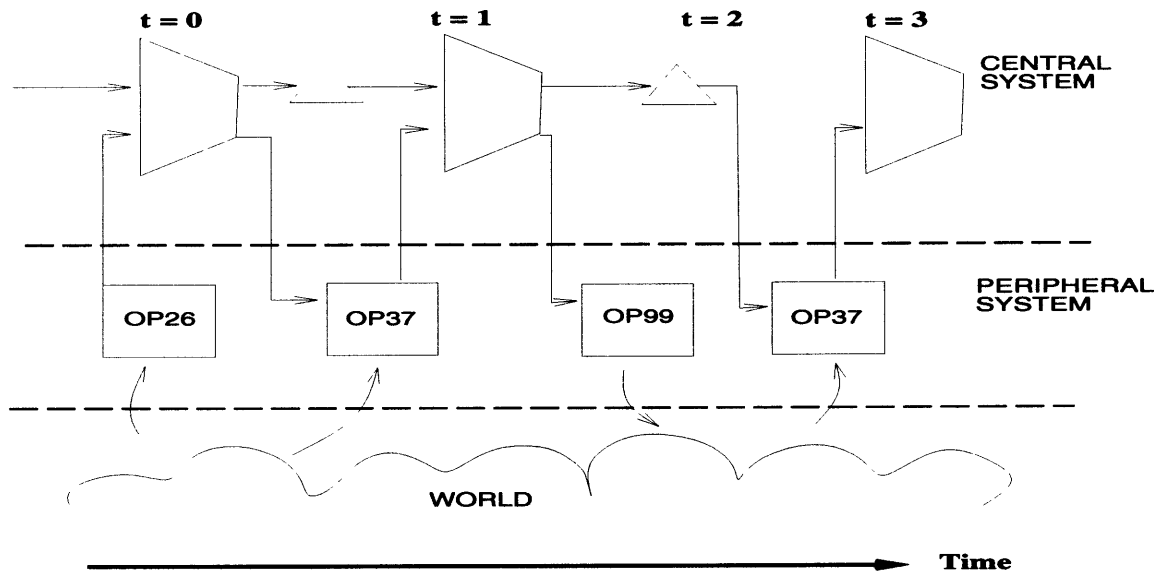 t = 0
t = 1
t = 2
t = 3
CENTRAL
SYSTEM
PERIPHERAL
SYSTEM
OP26
OP37
OP99
OP37
WORLD
Time